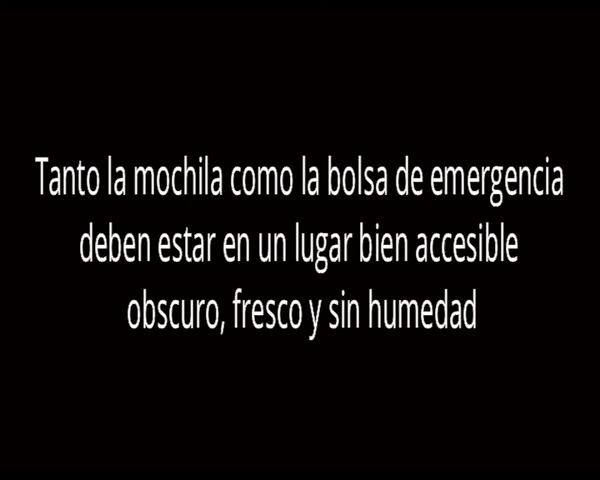 Tanto la mochila como la bolsa de emergencia
deben estar en un lugar bien accesible
obscuro, fresco y sin humedad